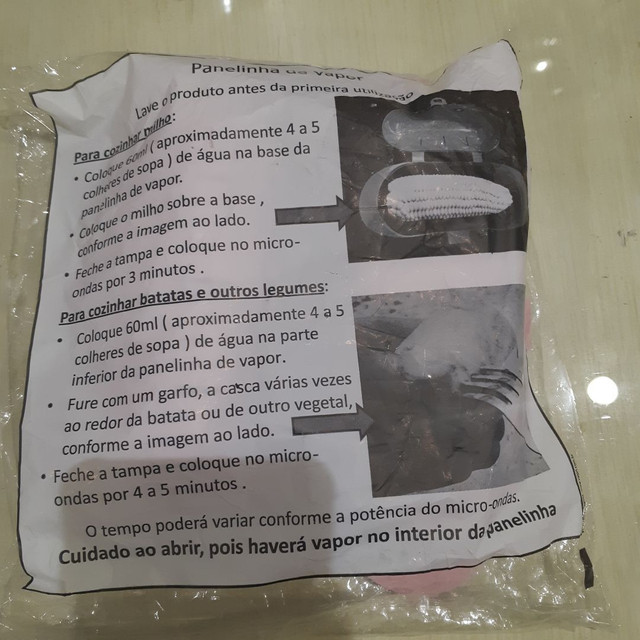 Panelinha de vapor
Lave o produto antes da primeira utilização
Para cozinhar milho:
• Coloque 60ml ( aproximadamente 4 a 5
colheres de sopa ) de água na base da
panelinha de vapor.
• Coloque o milho sobre a base ,
conforme a imagem ao lado.
• Feche a tampa e coloque no micro-
ondas por 3 minutos .
Para cozinhar batatas e outros legumes:
• Coloque 60ml ( aproximadamente 4 a 5
colheres de sopa ) de água na parte
inferior da panelinha de vapor.
• Fure com um garfo, a casca várias vezes
ao redor da batata ou de outro vegetal,
conforme a imagem ao lado.
• Feche a tampa e coloque no micro-
ondas por 4 a 5 minutos .
O tempo poderá variar conforme a potência do micro-ondas.
Cuidado ao abrir, pois haverá vapor no interior da panelinha